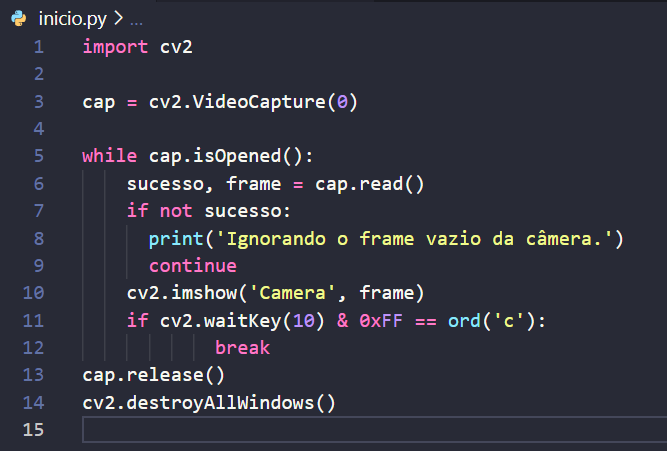 inicio.py > ...
1 import cv2
2
3 cap = cv2.VideoCapture(0)
4
5 while cap.isOpened():
6     sucesso, frame = cap.read()
7     if not sucesso:
8       print('Ignorando o frame vazio da câmera.')
9       continue
10     cv2.imshow('Camera', frame)
11     if cv2.waitKey(10) & 0xFF == ord('c'):
12             break
13 cap.release()
14 cv2.destroyAllWindows()
15